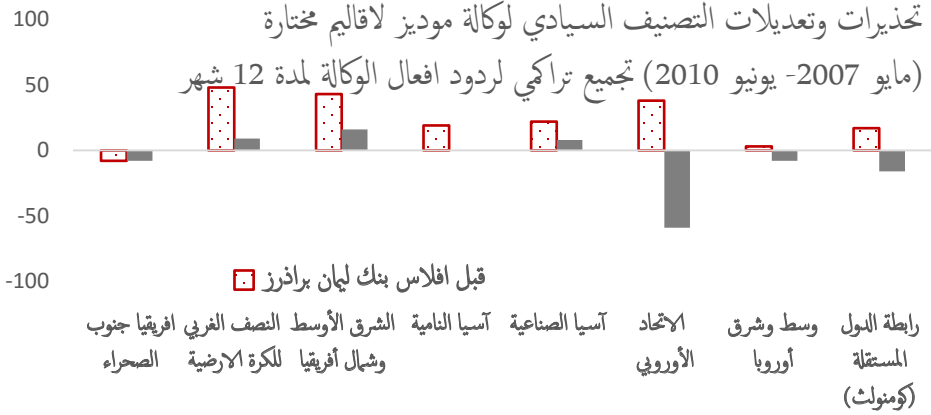 تحذيرات وتعديلات التصنيف السيادي لوكالة موديز لاقاليم مختارة
(مايو 2007- يونيو 2010) تجميع تراكمي لردود افعال الوكالة لمدة 12 شهر
100
50
0
-50
-100
قبل افلاس بنك ليمان براذرز
افريقيا جنوب الصحراء
النصف الغربي للكرة الارضية
الشرق الأوسط وشمال أفريقيا
آسيا النامية
آسيا الصناعية
الاتحاد الأوروبي
وسط وشرق أوروبا
رابطة الدول المستقلة (كومنولث)